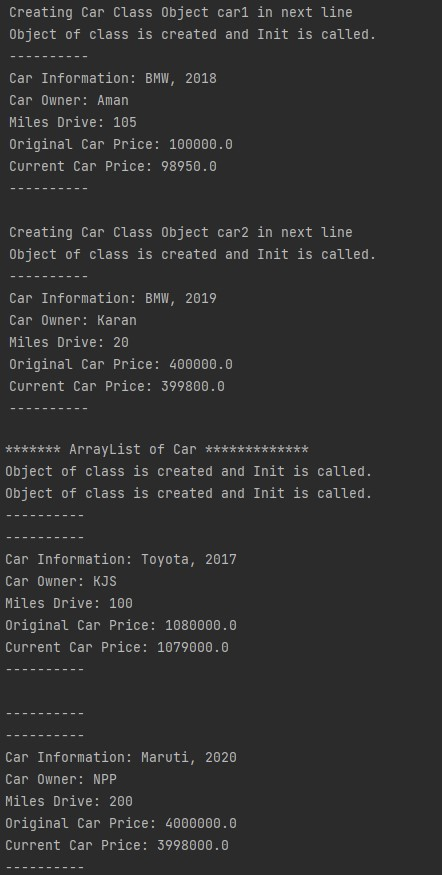 Creating Car Class Object car1 in next line
Object of class is created and Init is called.
----------
Car Information: BMW, 2018
Car Owner: Aman
Miles Drive: 105
Original Car Price: 100000.0
Current Car Price: 98950.0
----------
Creating Car Class Object car2 in next line
Object of class is created and Init is called.
----------
Car Information: BMW, 2019
Car Owner: Karan
Miles Drive: 20
Original Car Price: 400000.0
Current Car Price: 399800.0
----------
******* ArrayList of Car *************
Object of class is created and Init is called.
Object of class is created and Init is called.
----------
----------
Car Information: Toyota, 2017
Car Owner: KJS
Miles Drive: 100
Original Car Price: 1080000.0
Current Car Price: 1079000.0
----------
----------
----------
Car Information: Maruti, 2020
Car Owner: NPP
Miles Drive: 200
Original Car Price: 4000000.0
Current Car Price: 3998000.0
----------